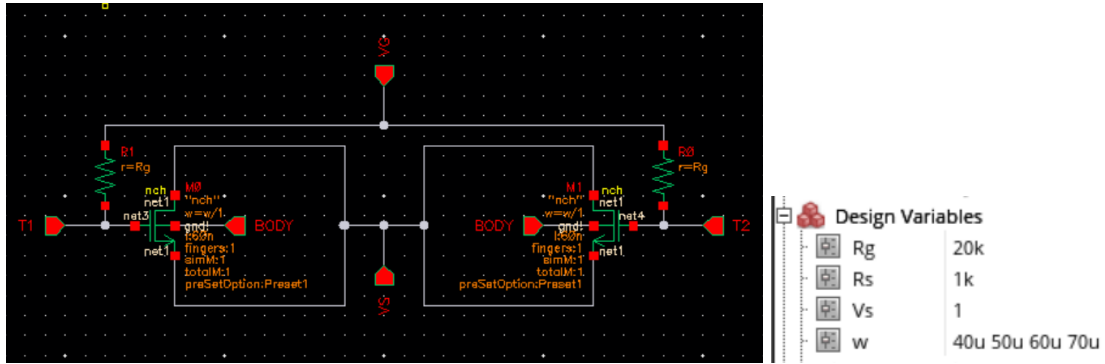 VG
R1
r=Rg
R0
r=Rg
nch
M0
net1
"nch"
w=w/1
net3
gnd!
l:60n
fingers:1
net1
simM:1
totalM:1
preSetOption:Preset1
T1
BODY
M1
nch
net1
"nch"
w=w/1
net4
gnd!
l:60n
fingers:1
net1
simM:1
totalM:1
preSetOption:Preset1
BODY
T2
VS
Design Variables
Rg 20k
Rs 1k
Vs 1
w 40u 50u 60u 70u